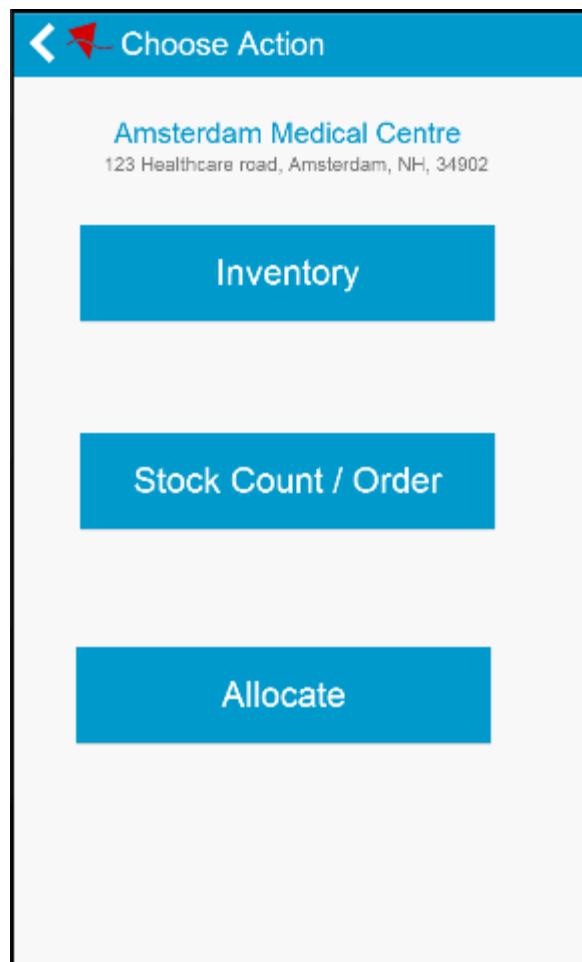 Choose Action
Amsterdam Medical Centre
123 Healthcare road, Amsterdam, NH, 34902
Inventory
Stock Count / Order
Allocate